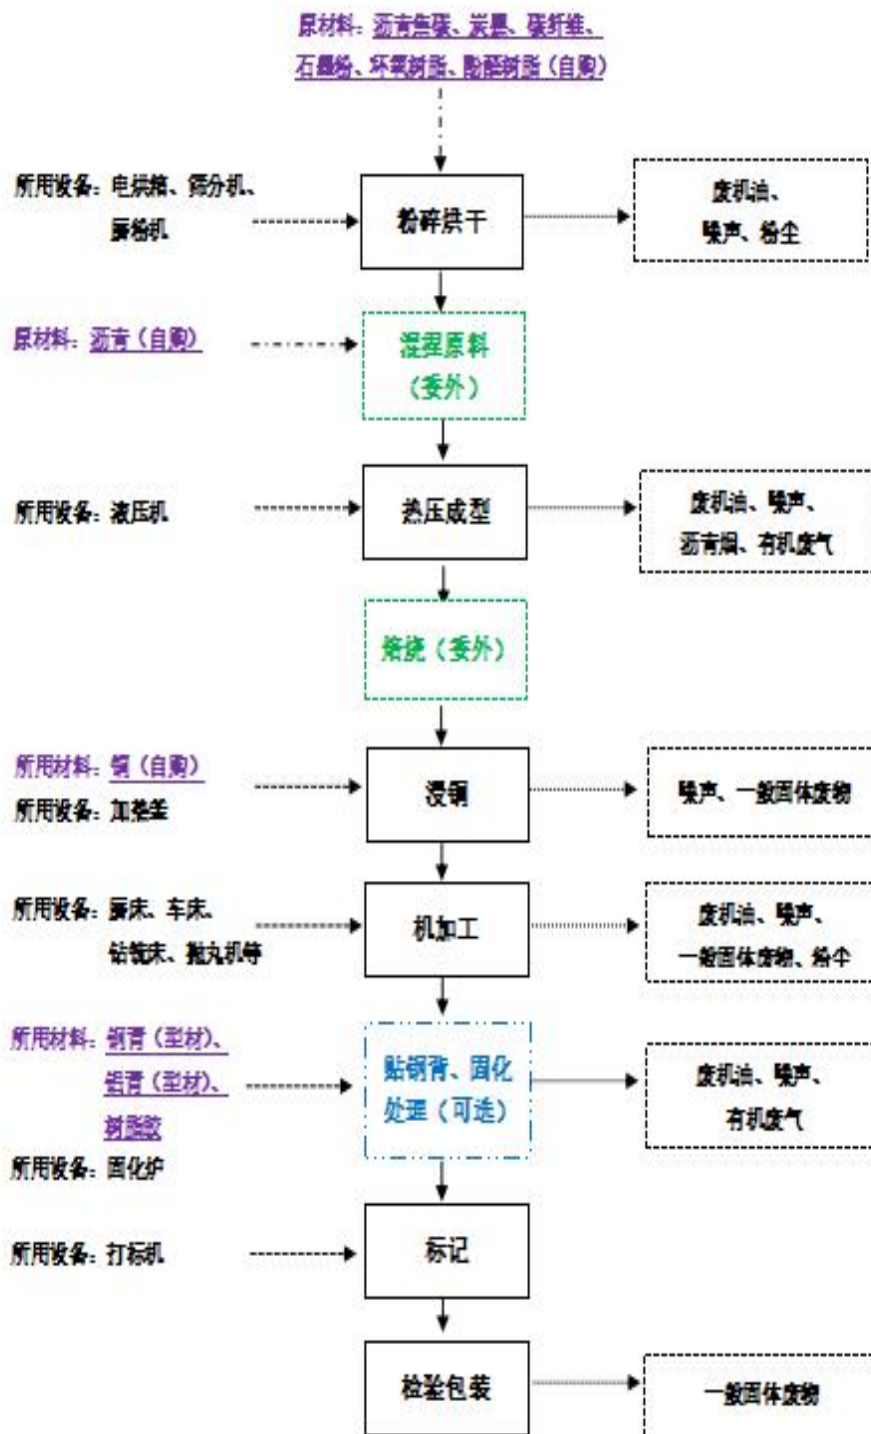 原材料：沥青焦碳、炭墨、碳纤维、
石墨粉、环氧树脂、酚醛树脂（自购）
所用设备：电烘箱、筛分机、
磨粉机
粉碎烘干
废机油、
噪声、粉尘
原材料：沥青（自购）
混捏原料
（委外）
所用设备：液压机
热压成型
废机油、噪声、
沥青烟、有机废气
焙烧（委外）
所用材料：铜（自购）
所用设备：加热釜
浸铜
噪声、一般固体废物
所用设备：磨床、车床、
钻铣床、抛丸机等
机加工
废机油、噪声、
一般固体废物、粉尘
所用材料：钢背（型材）、
铝背（型材）、
树脂胶
所用设备：固化炉
贴钢背、固化
处理（可选）
废机油、噪声、
有机废气
所用设备：打标机
标记
检验包装
一般固体废物